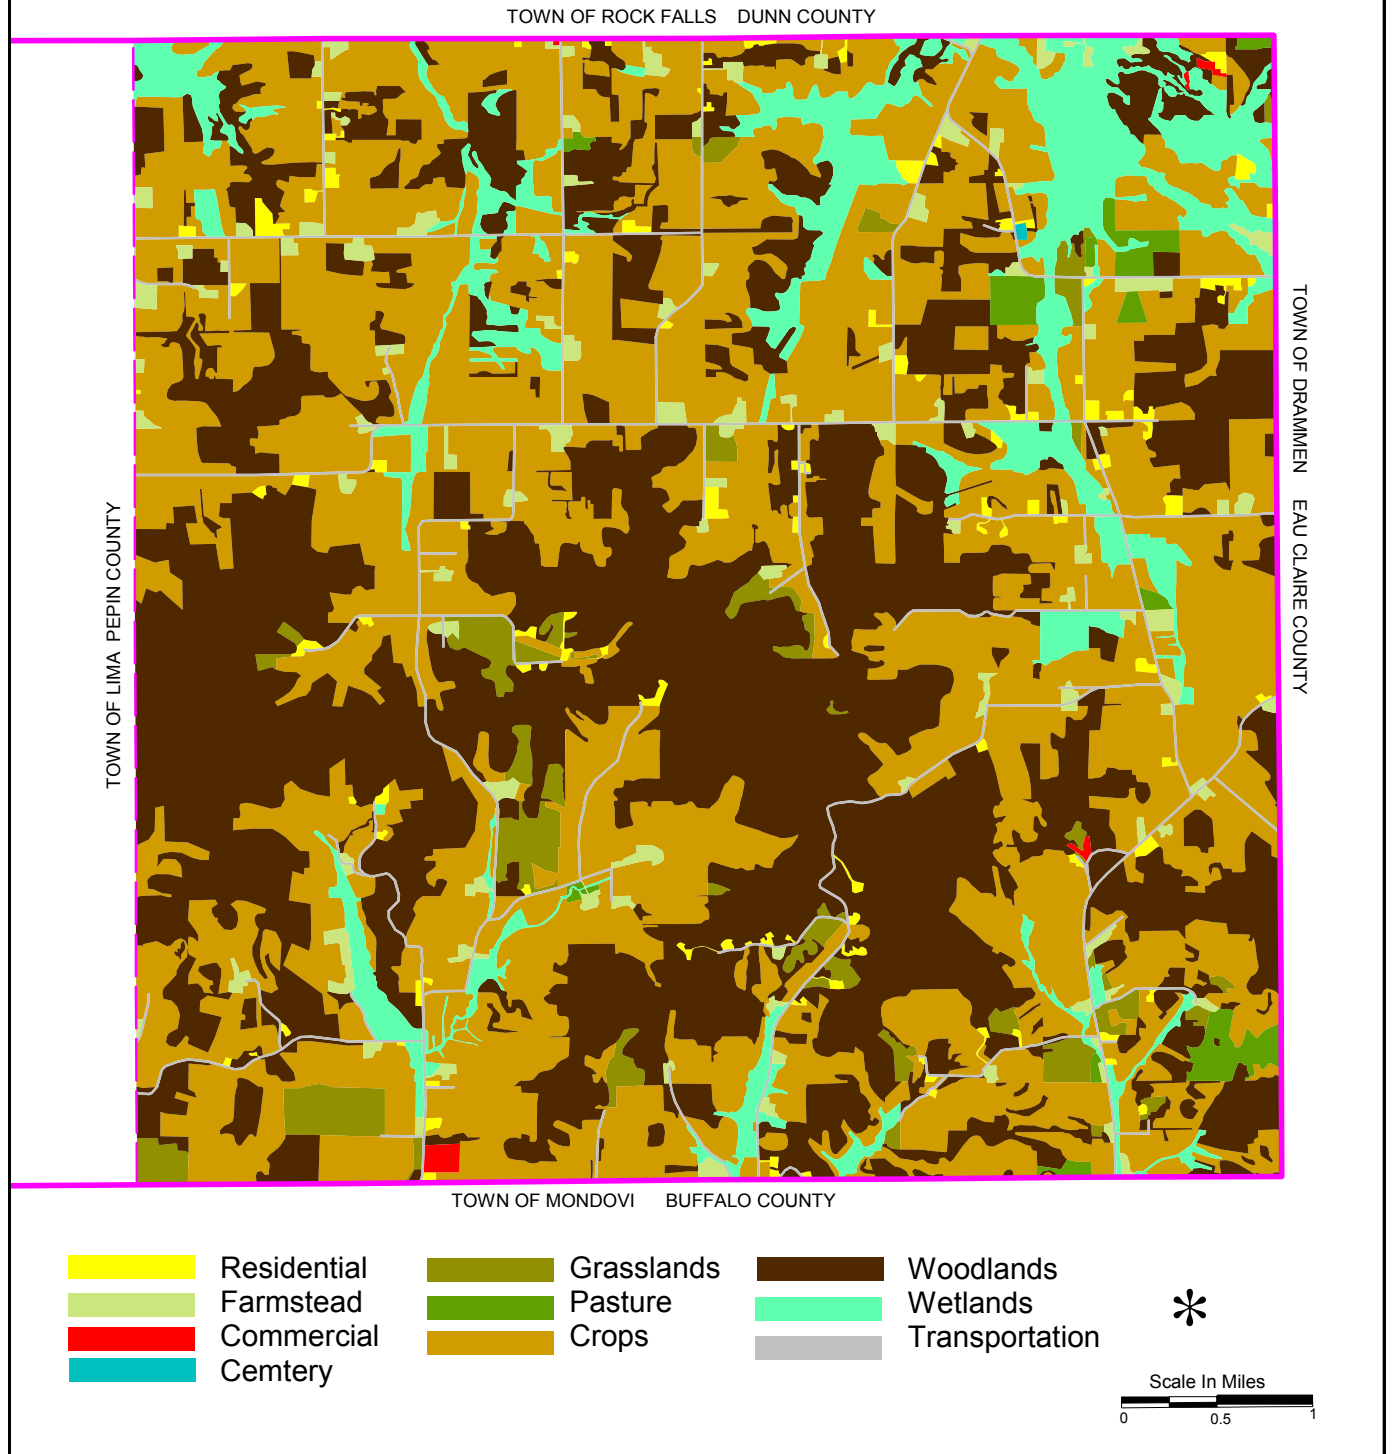 TOWN OF ROCK FALLS DUNN COUNTY
TOWN OF LIMA PEPIN COUNTY
TOWN OF DRAMMEN EAU CLAIRE COUNTY
TOWN OF MONDOVI BUFFALO COUNTY
Residential
Farmstead
Commercial
Cemtery
Grasslands
Pasture
Crops
Woodlands
Wetlands
Transportation
*
Scale In Miles
0 0.5 1